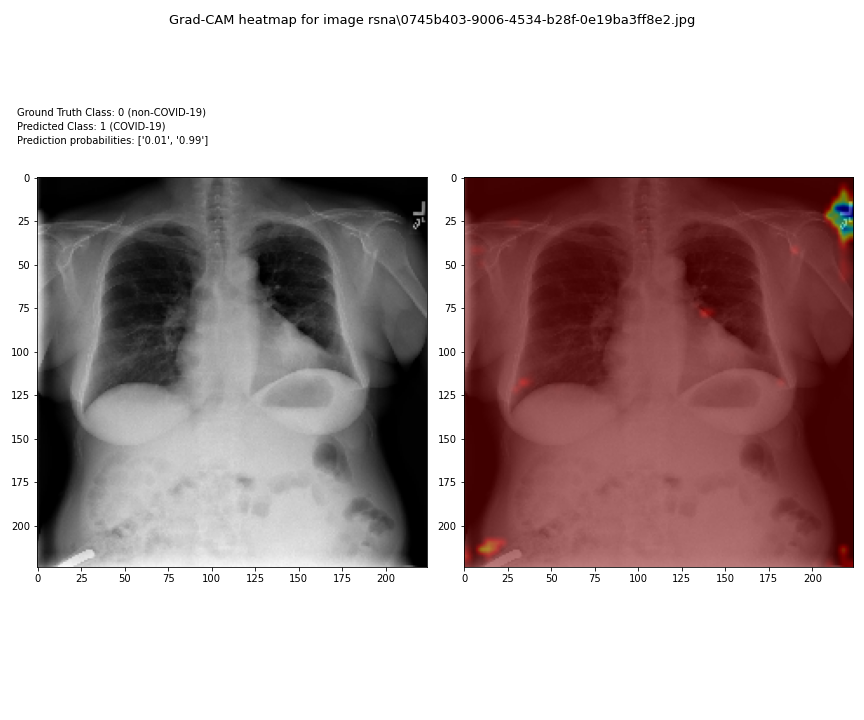 Grad-CAM heatmap for image rsna\0745b403-9006-4534-b28f-0e19ba3ff8e2.jpg
Ground Truth Class: 0 (non-COVID-19)
Predicted Class: 1 (COVID-19)
Prediction probabilities: ['0.01', '0.99']
0
25
50
75
100
125
150
175
200
0 25 50 75 100 125 150 175 200
L
0
25
50
75
100
125
150
175
200
0 25 50 75 100 125 150 175 200